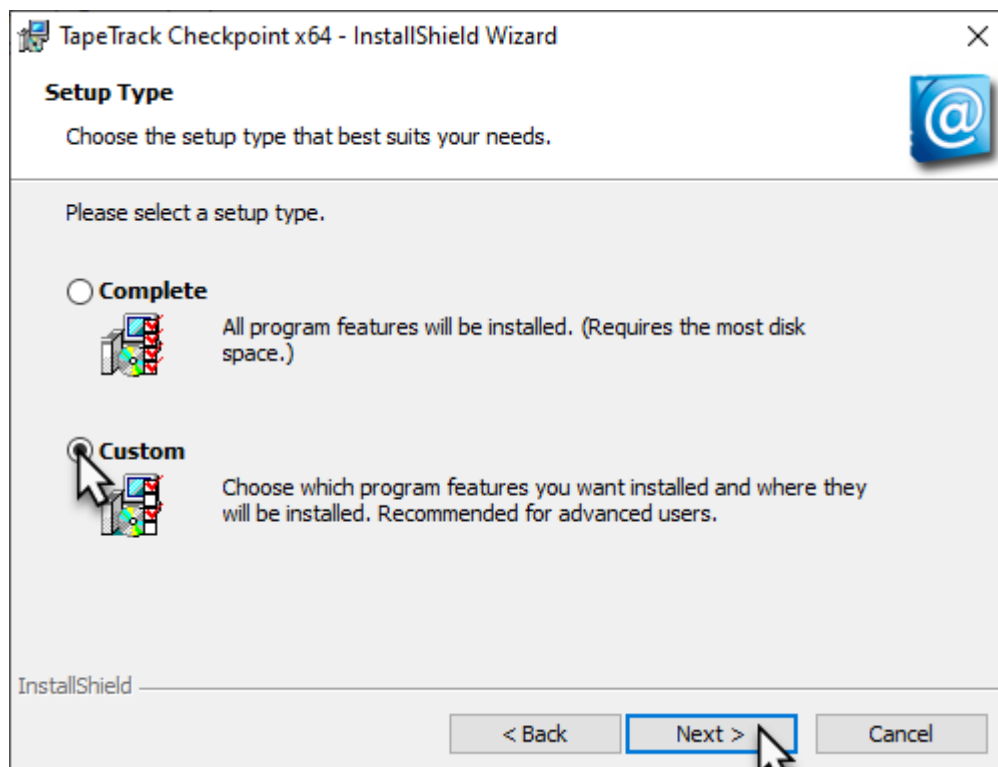 TapeTrack Checkpoint x64 - InstallShield Wizard
Setup Type
Choose the setup type that best suits your needs.
Please select a setup type.
Complete
All program features will be installed. (Requires the most disk
space.)
Custom
Choose which program features you want installed and where they
will be installed. Recommended for advanced users.
InstallShield
< Back
Next >
Cancel